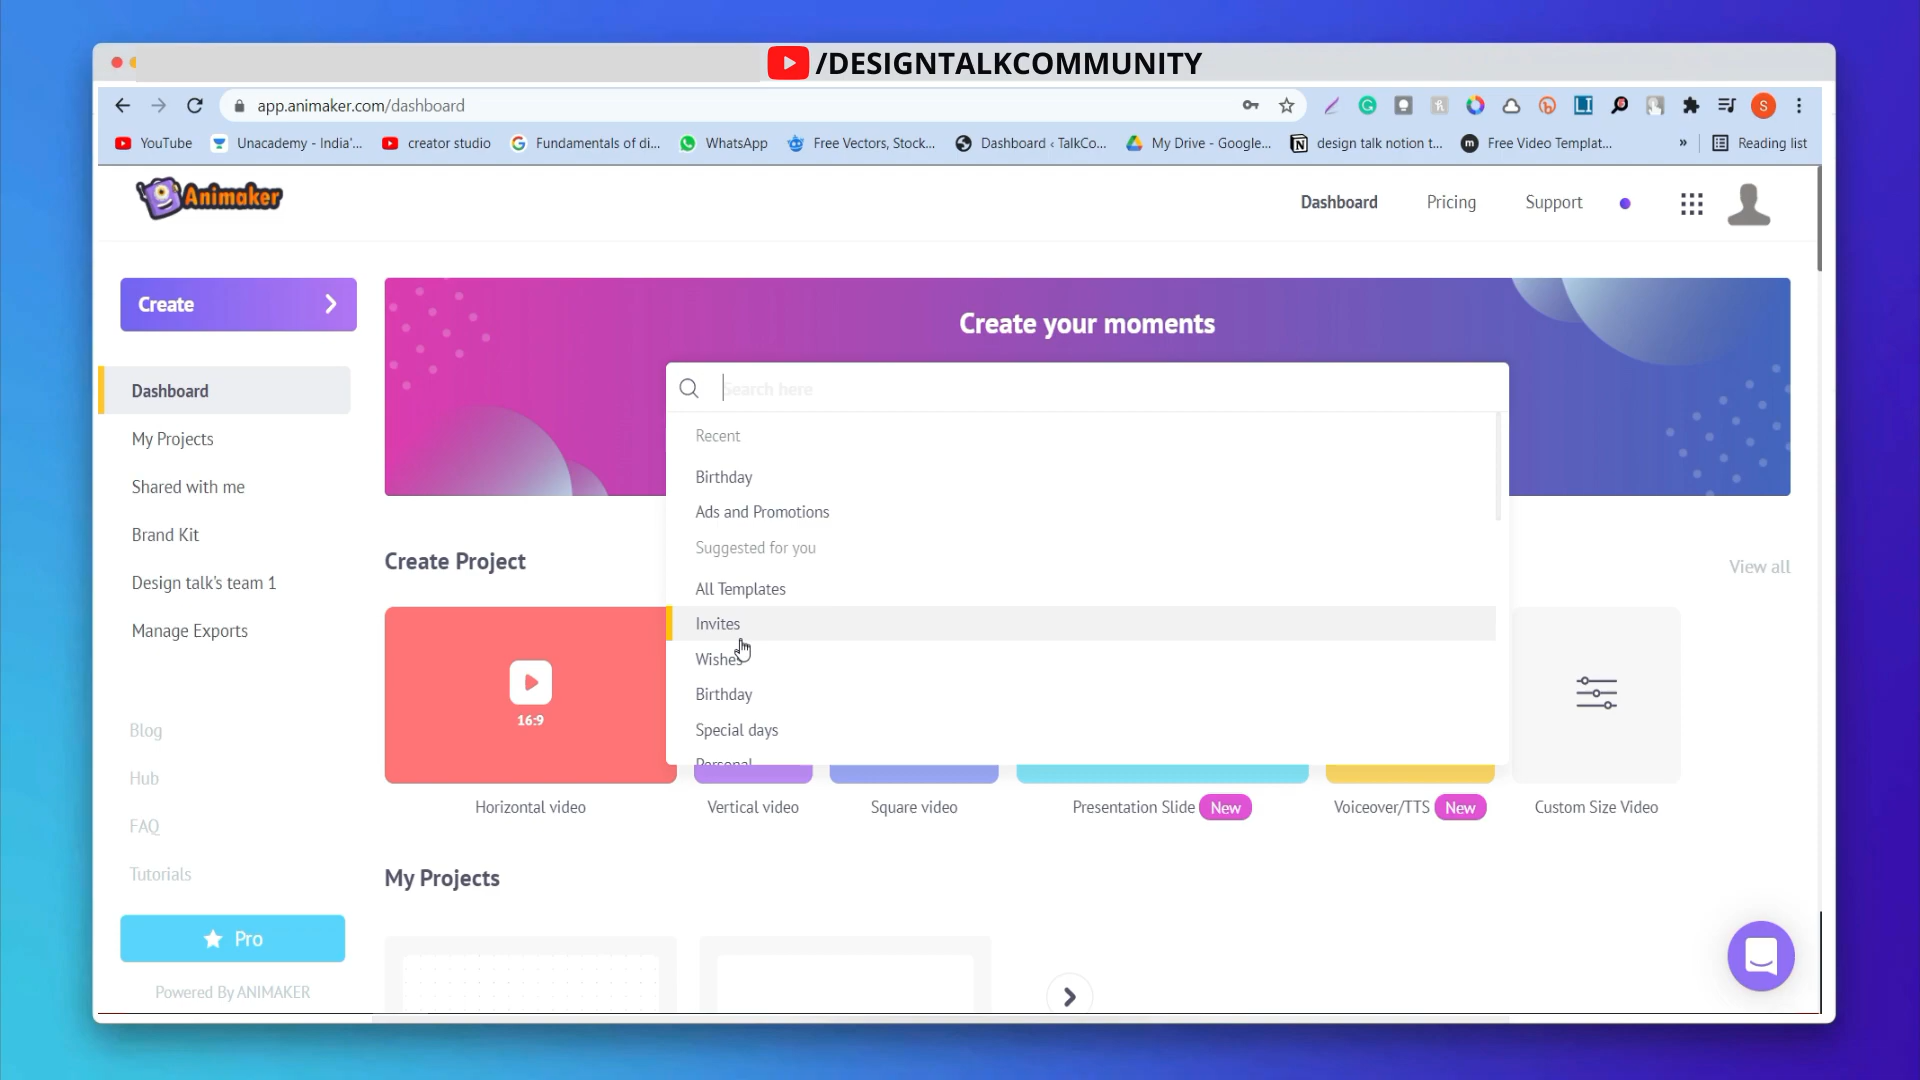 /DESIGNTALKCOMMUNITY
app.animaker.com/dashboard
S
YouTube
Unacademy - India'...
creator studio
Fundamentals of di...
WhatsApp
Free Vectors, Stock...
Dashboard ‹ TalkCo...
My Drive - Google...
design talk notion t...
Free Video Templat...
»
Reading list
Animaker
Dashboard
Pricing
Support
Create
Create your moments
Search here
Dashboard
My Projects
Shared with me
Brand Kit
Design talk's team 1
Manage Exports
Blog
Hub
FAQ
Tutorials
Pro
Powered By ANIMAKER
Recent
Birthday
Ads and Promotions
Suggested for you
All Templates
Invites
Wishes
Birthday
Special days
Personal
Create Project
View all
16:9
Horizontal video
Vertical video
Square video
Presentation Slide New
Voiceover/TTS New
Custom Size Video
My Projects